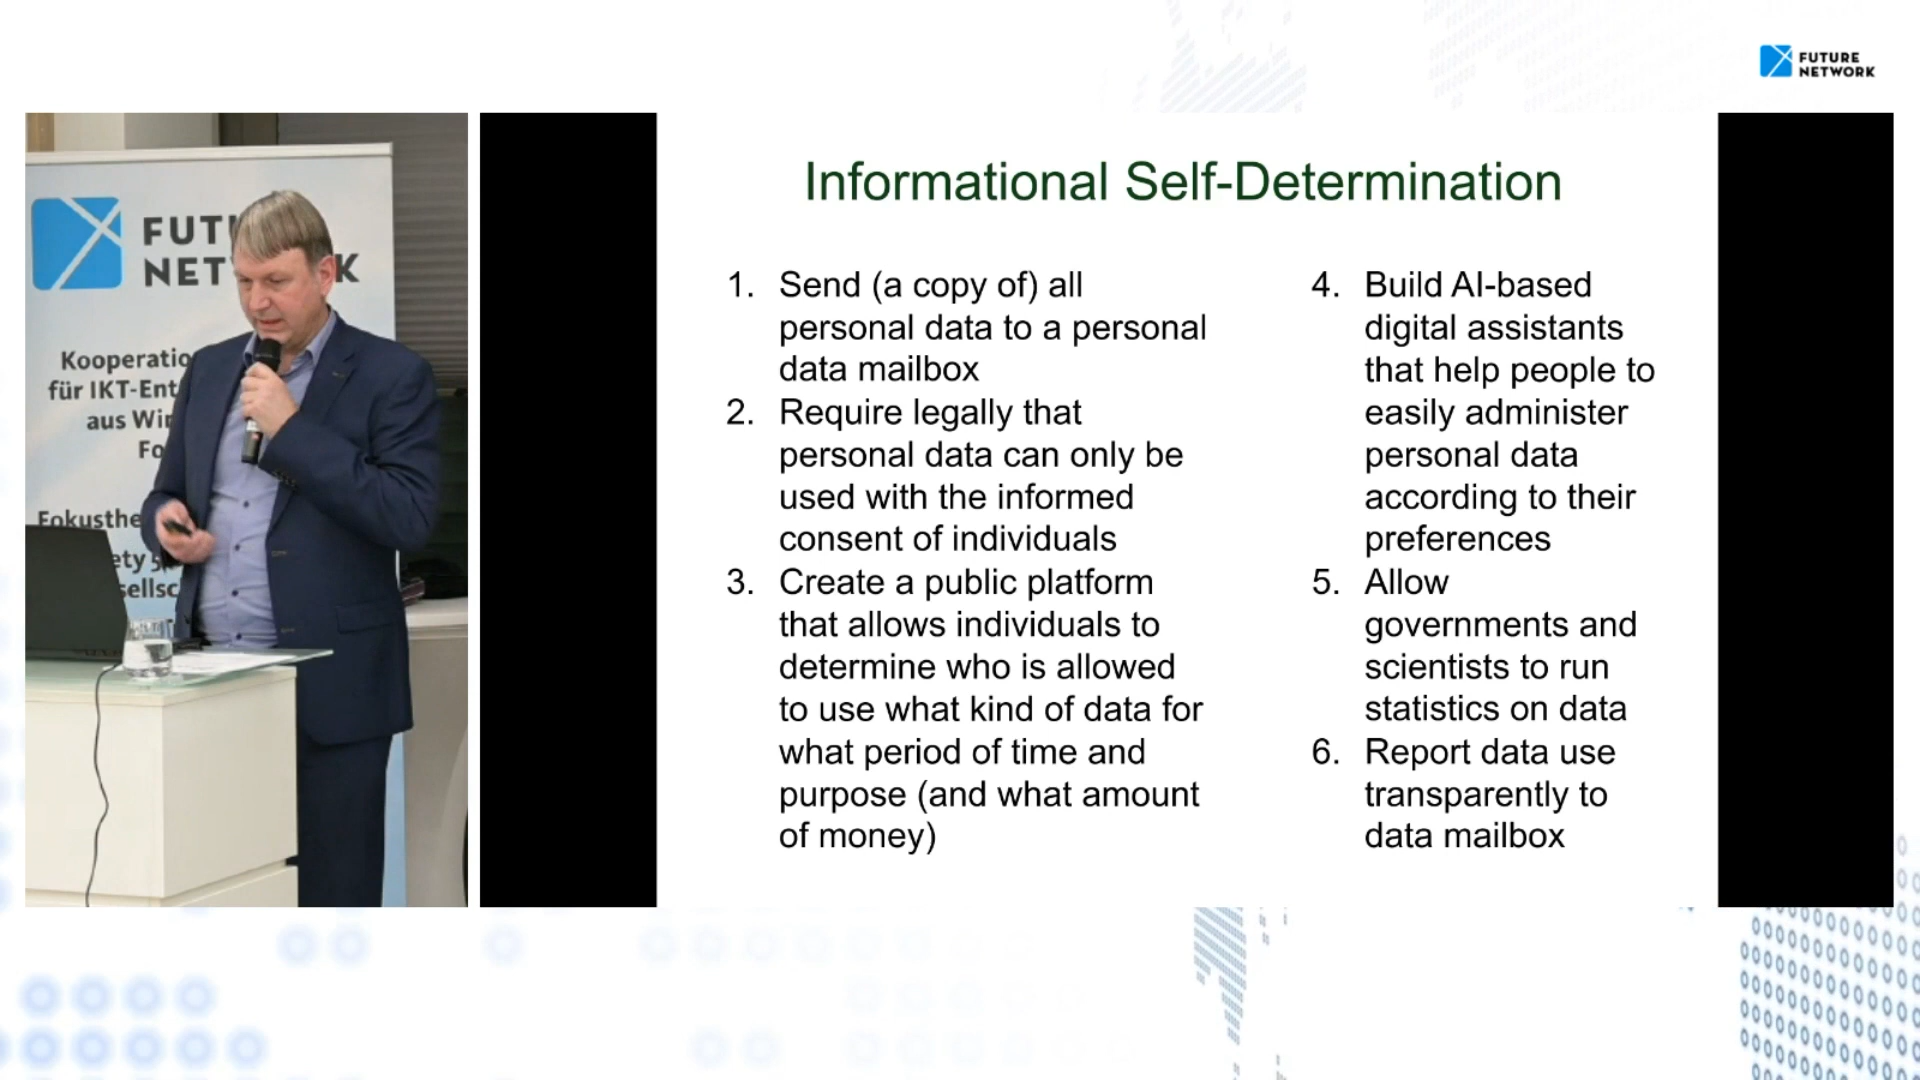 FUTURE
NETWORK
FUT
NET K
Kooperatio
für IKT-Ent
aus Wir
Fo
Fokusthe
ety 5
sellsc
Informational Self-Determination
1. Send (a copy of) all
personal data to a personal
data mailbox
2. Require legally that
personal data can only be
used with the informed
consent of individuals
3. Create a public platform
that allows individuals to
determine who is allowed
to use what kind of data for
what period of time and
purpose (and what amount
of money)
4. Build AI-based
digital assistants
that help people to
easily administer
personal data
according to their
preferences
5. Allow
governments and
scientists to run
statistics on data
6. Report data use
transparently to
data mailbox